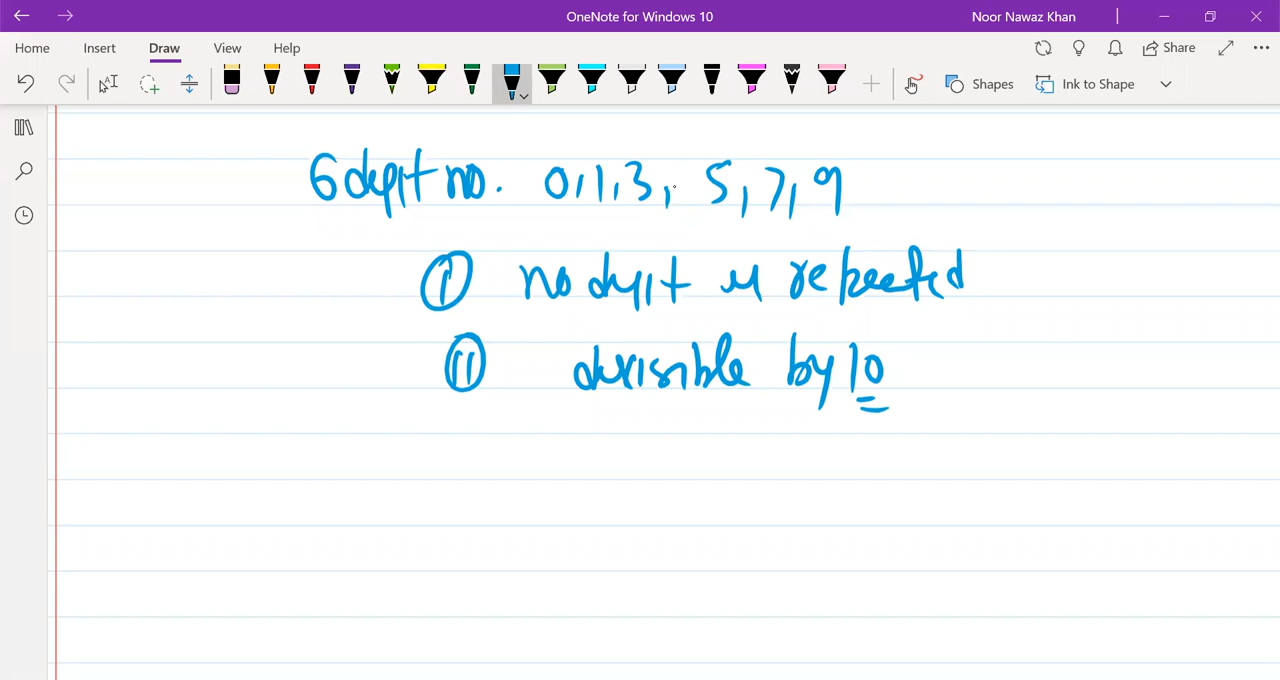 OneNote for Windows 10
Noor Nawaz Khan
Home Insert Draw View Help
Share
Shapes Ink to Shape
6 digit no. 0, 1, 3, 5, 7, 9
I no digit is repeated
II divisible by 10